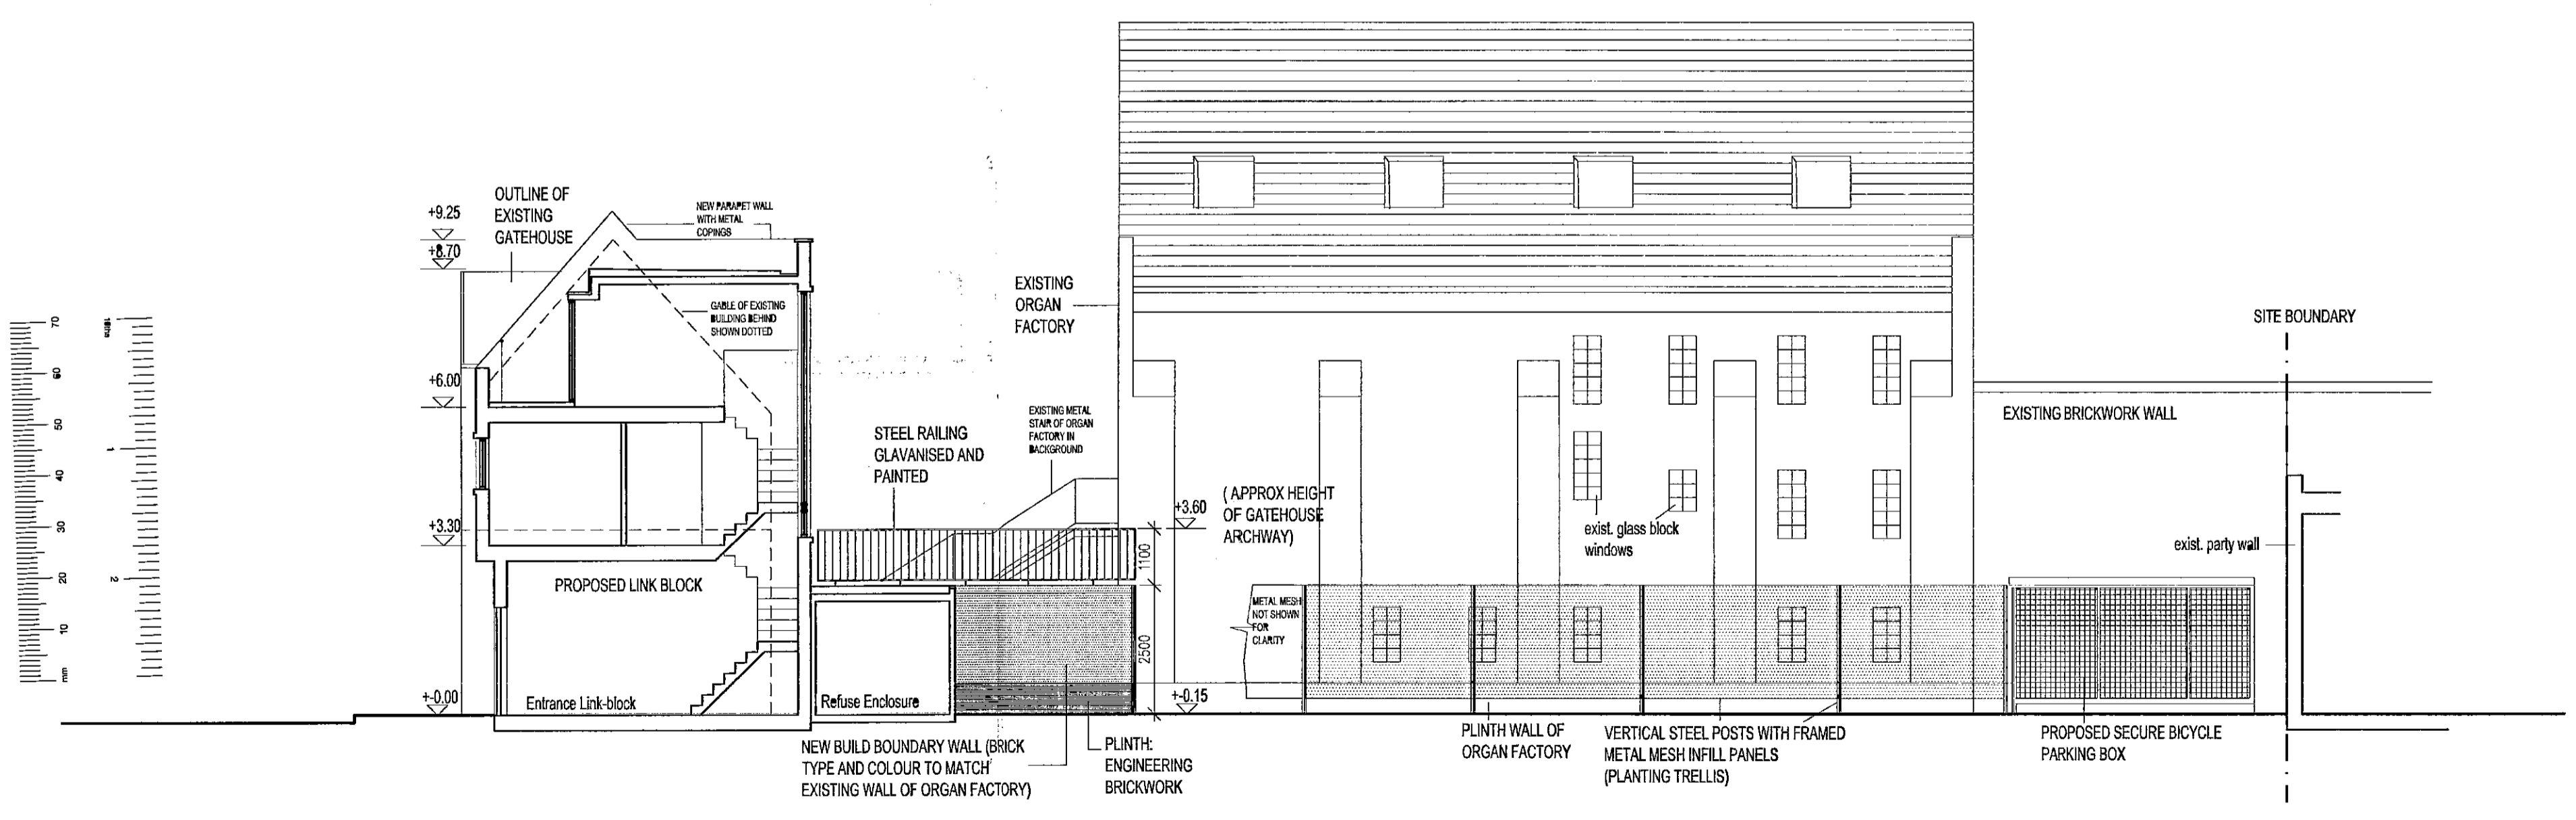 OUTLINE OF
EXISTING
GATEHOUSE
+9.25
+8.70
NEW PARAPET WALL
WITH METAL
COPINGS
GABLE OF EXISTING
BUILDING BEHIND
SHOWN DOTTED
+6.00
+3.30
+-0.00
PROPOSED LINK BLOCK
Entrance Link-block
STEEL RAILING
GLAVANISED AND
PAINTED
EXISTING METAL
STAIR OF ORGAN
FACTORY IN
BACKGROUND
EXISTING
ORGAN
FACTORY
+3.60
( APPROX HEIGHT
OF GATEHOUSE
ARCHWAY)
1100
2500
+-0.15
Refuse Enclosure
METAL MESH
NOT SHOWN
FOR
CLARITY
exist. glass block
windows
SITE BOUNDARY
EXISTING BRICKWORK WALL
exist. party wall
NEW BUILD BOUNDARY WALL (BRICK
TYPE AND COLOUR TO MATCH
EXISTING WALL OF ORGAN FACTORY)
PLINTH:
ENGINEERING
BRICKWORK
PLINTH WALL OF
ORGAN FACTORY
VERTICAL STEEL POSTS WITH FRAMED
METAL MESH INFILL PANELS
(PLANTING TRELLIS)
PROPOSED SECURE BICYCLE
PARKING BOX
70
60
50
40
30
20
10
mm
1
2